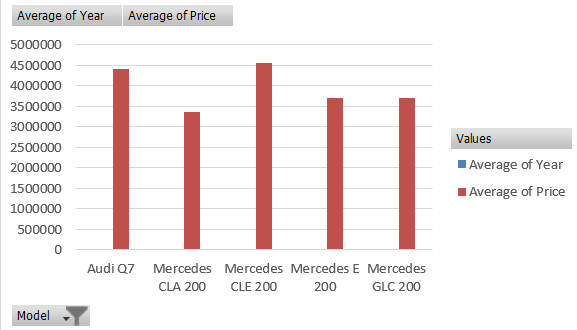 Average of Year Average of Price
5000000
4500000
4000000
3500000
3000000
2500000
2000000
1500000
1000000
500000
0
Audi Q7 Mercedes Mercedes Mercedes E Mercedes
CLA 200 CLE 200 200 GLC 200
Values
Average of Year
Average of Price
Model